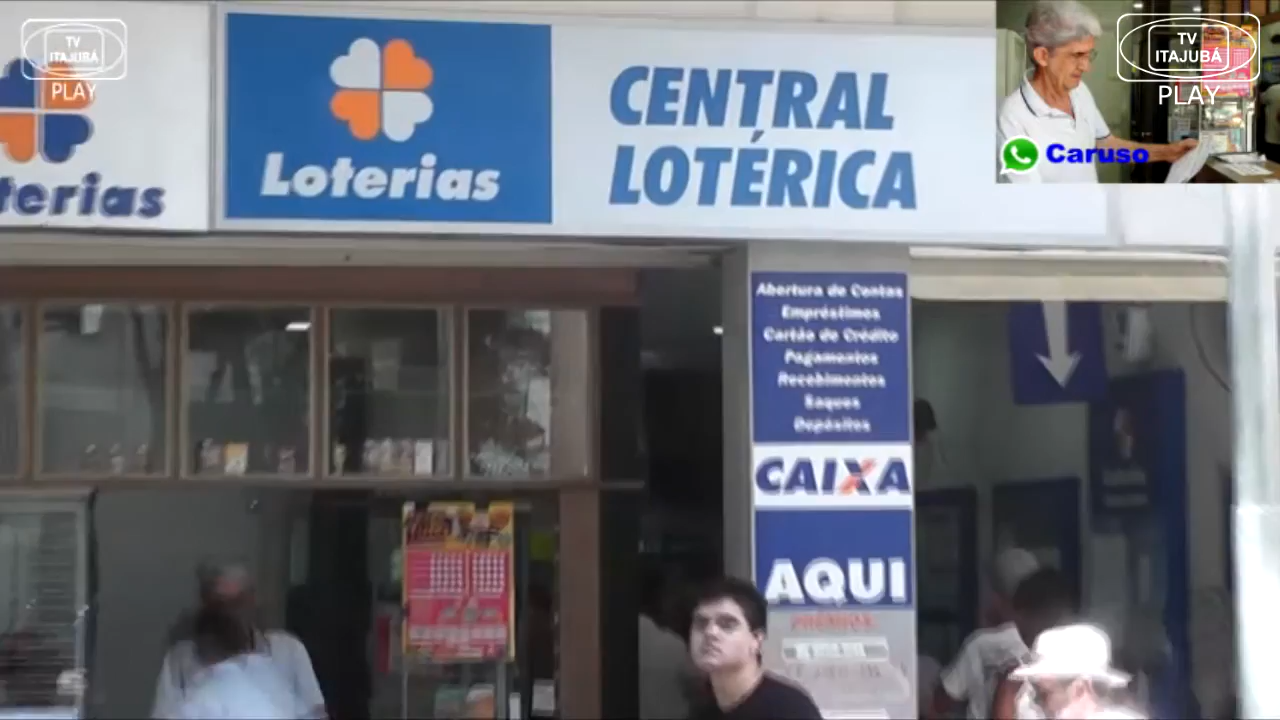 TV
ITAJUBÁ
PLAY
terias
Loterias
CENTRAL
LOTÉRICA
TV
ITAJUBÁ
PLAY
Caruso
Abertura de Contas
Empréstimos
Cartão de Crédito
Pagamentos
Recebimentos
Saques
Depósitos
CAIXA
AQUI